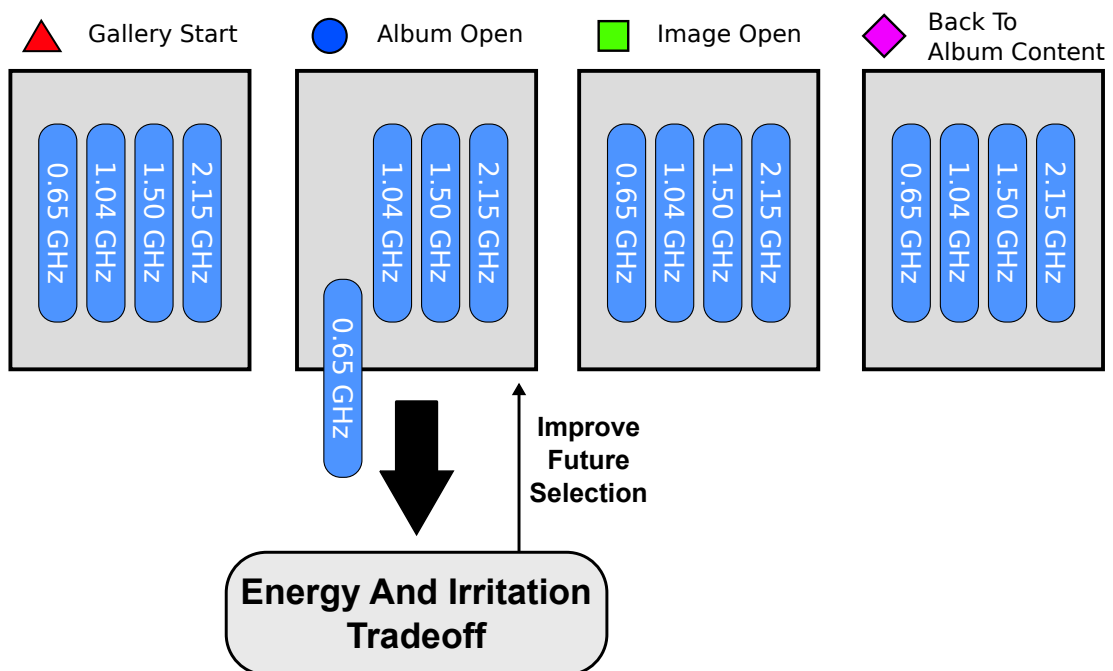 Gallery Start
Album Open
Image Open
Back To
Album Content
0.65 GHz
1.04 GHz
1.50 GHz
2.15 GHz
0.65 GHz
1.04 GHz
1.50 GHz
2.15 GHz
0.65 GHz
1.04 GHz
1.50 GHz
2.15 GHz
0.65 GHz
1.04 GHz
1.50 GHz
2.15 GHz
Improve
Future
Selection
Energy And Irritation
Tradeoff